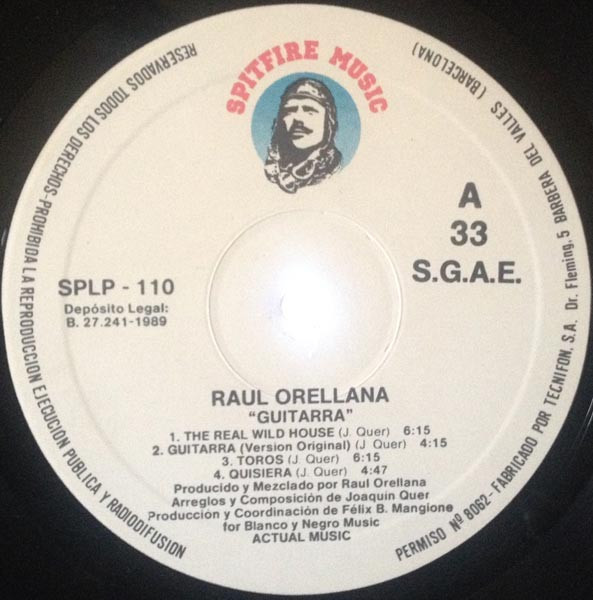 SPITFIRE MUSIC
A
33
S.G.A.E.
SPLP - 110
Depósito Legal:
B. 27.241-1989
RAUL ORELLANA
"GUITARRA"
1. THE REAL WILD HOUSE (J. Quer) 6:15
2. GUITARRA (Version Original) (J. Quer) 4:15
3. TOROS (J. Quer) 6:15
4. QUISIERA (J. Quer) 4:47
Producido y Mezclado por Raul Orellana
Arreglos y Composición de Joaquín Quer
Producción y Coordinación de Félix B. Mangione
for Blanco y Negro Music
ACTUAL MUSIC
RESERVADOS TODOS LOS DERECHOS-PROHIBIDA LA REPRODUCCION EJECUCION PUBLICA Y RADIODIFUSION
PERMISO Nº 8062-FABRICADO POR TECNIFON, S.A. Dr. Fleming, 5 BARBERA DEL VALLES (BARCELONA)